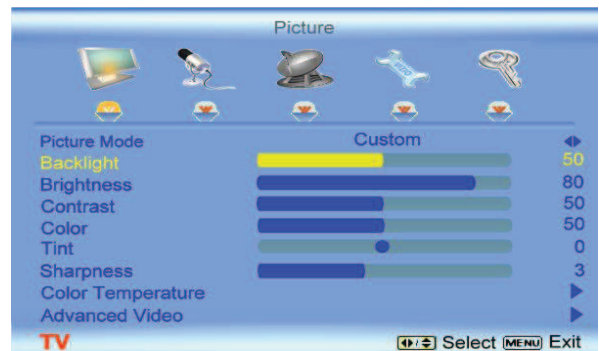 Picture
Picture Mode Custom
Backlight 50
Brightness 80
Contrast 50
Color 50
Tint 0
Sharpness 3
Color Temperature
Advanced Video
TV Select MENU Exit